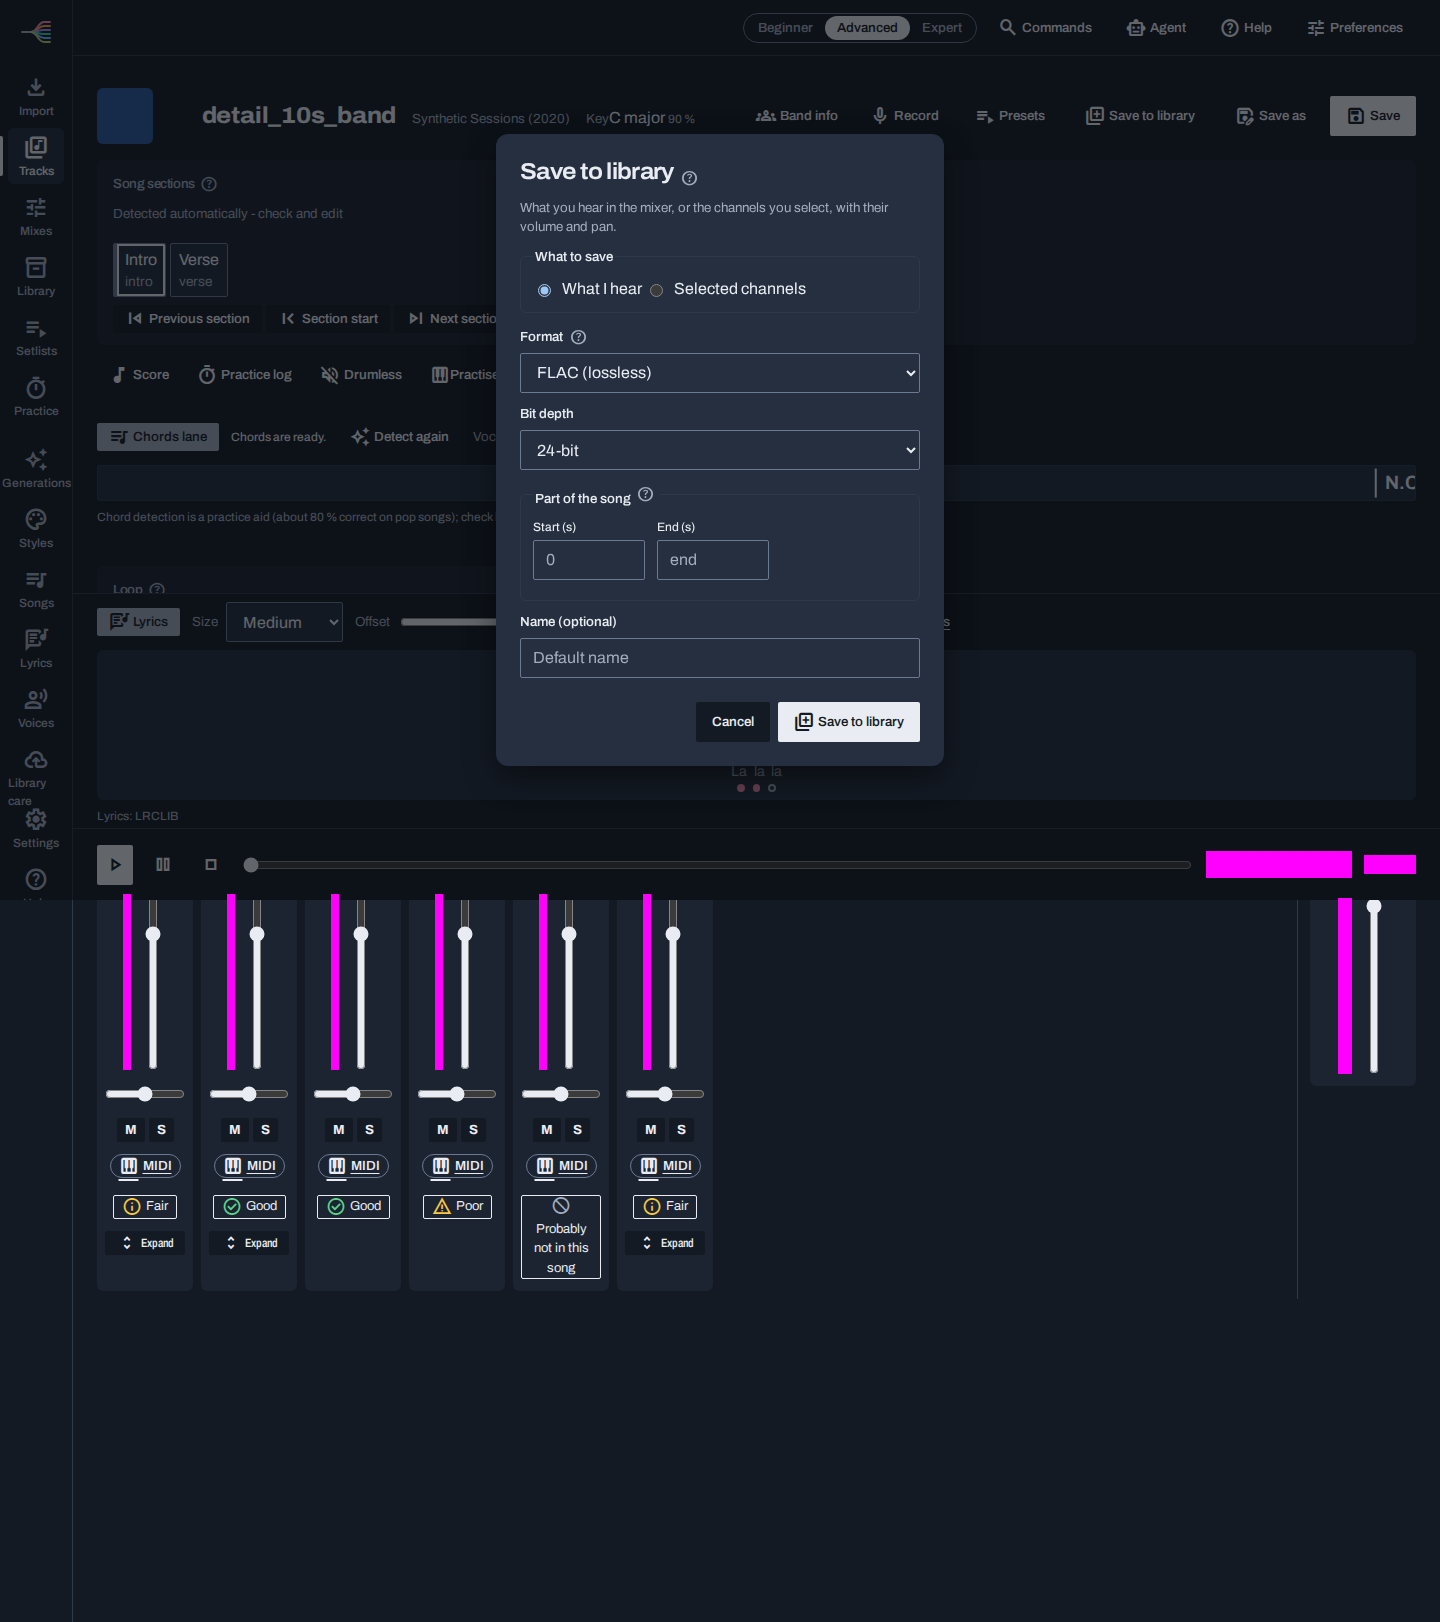 Beginner
Advanced
Expert
Commands
Agent
Help
Preferences
Import
Tracks
Mixes
Library
Setlists
Practice
Generations
Styles
Songs
Lyrics
Voices
Library
care
Settings
detail_10s_band
Synthetic Sessions (2020)
Key C major 90 %
Band info
Record
Presets
Save to library
Save as
Save
Song sections
Detected automatically - check and edit
Intro
intro
Verse
verse
Previous section
Section start
Next sectio
Score
Practice log
Drumless
Practise
Chords lane
Chords are ready.
Detect again
Voc
N.C
Chord detection is a practice aid (about 80 % correct on pop songs); check
Loop
Lyrics
Size
Medium
Offset
s
La la la
Lyrics: LRCLIB
Save to library
What you hear in the mixer, or the channels you select, with their
volume and pan.
What to save
What I hear
Selected channels
Format
FLAC (lossless)
Bit depth
24-bit
Part of the song
Start (s)
End (s)
0
end
Name (optional)
Default name
Cancel
Save to library
M S
M S
M S
M S
M S
M S
MIDI
MIDI
MIDI
MIDI
MIDI
MIDI
Fair
Good
Good
Poor
Probably
not in this
song
Fair
Expand
Expand
Expand